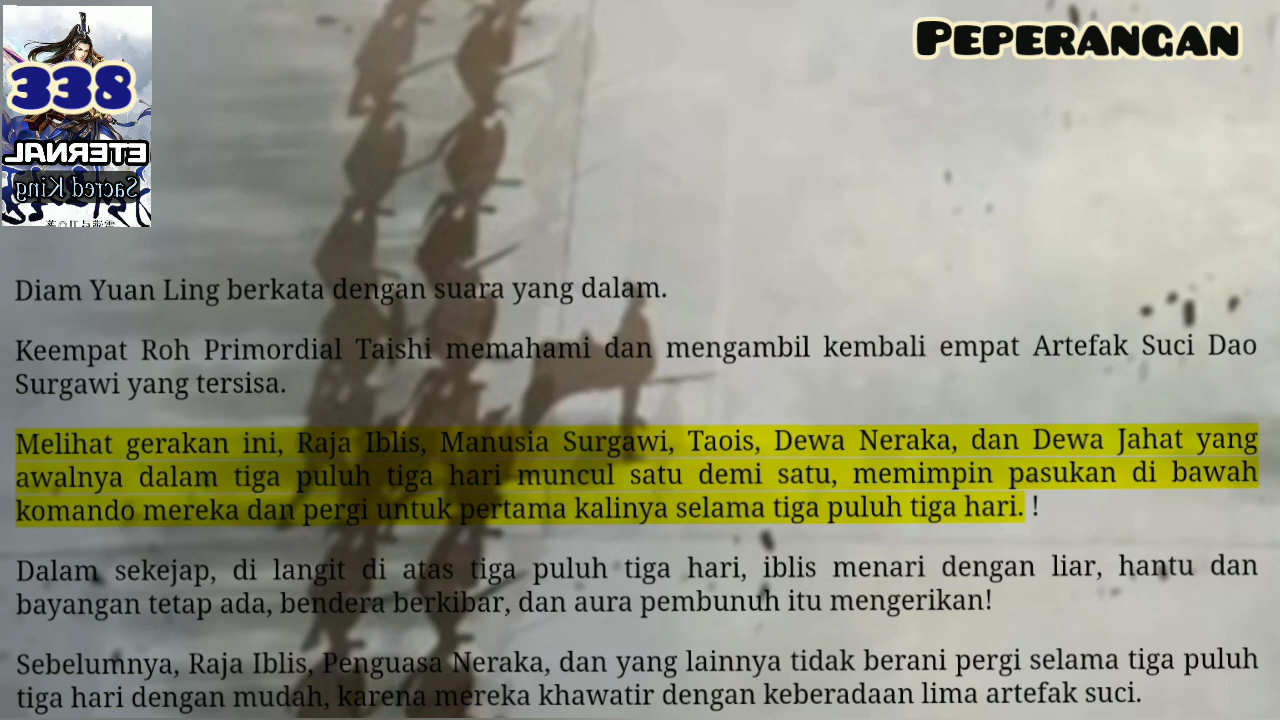 PEPERANGAN
338
ETERNAL
Sacred King
Diam Yuan Ling berkata dengan suara yang dalam.
Keempat Roh Primordial Taishi memahami dan mengambil kembali empat Artefak Suci Dao
Surgawi yang tersisa.
Melihat gerakan ini, Raja Iblis, Manusia Surgawi, Taois, Dewa Neraka, dan Dewa Jahat yang
awalnya dalam tiga puluh tiga hari muncul satu demi satu, memimpin pasukan di bawah
komando mereka dan pergi untuk pertama kalinya selama tiga puluh tiga hari. !
Dalam sekejap, di langit di atas tiga puluh tiga hari, iblis menari dengan liar, hantu dan
bayangan tetap ada, bendera berkibar, dan aura pembunuh itu mengerikan!
Sebelumnya, Raja Iblis, Penguasa Neraka, dan yang lainnya tidak berani pergi selama tiga puluh
tiga hari dengan mudah, karena mereka khawatir dengan keberadaan lima artefak suci.